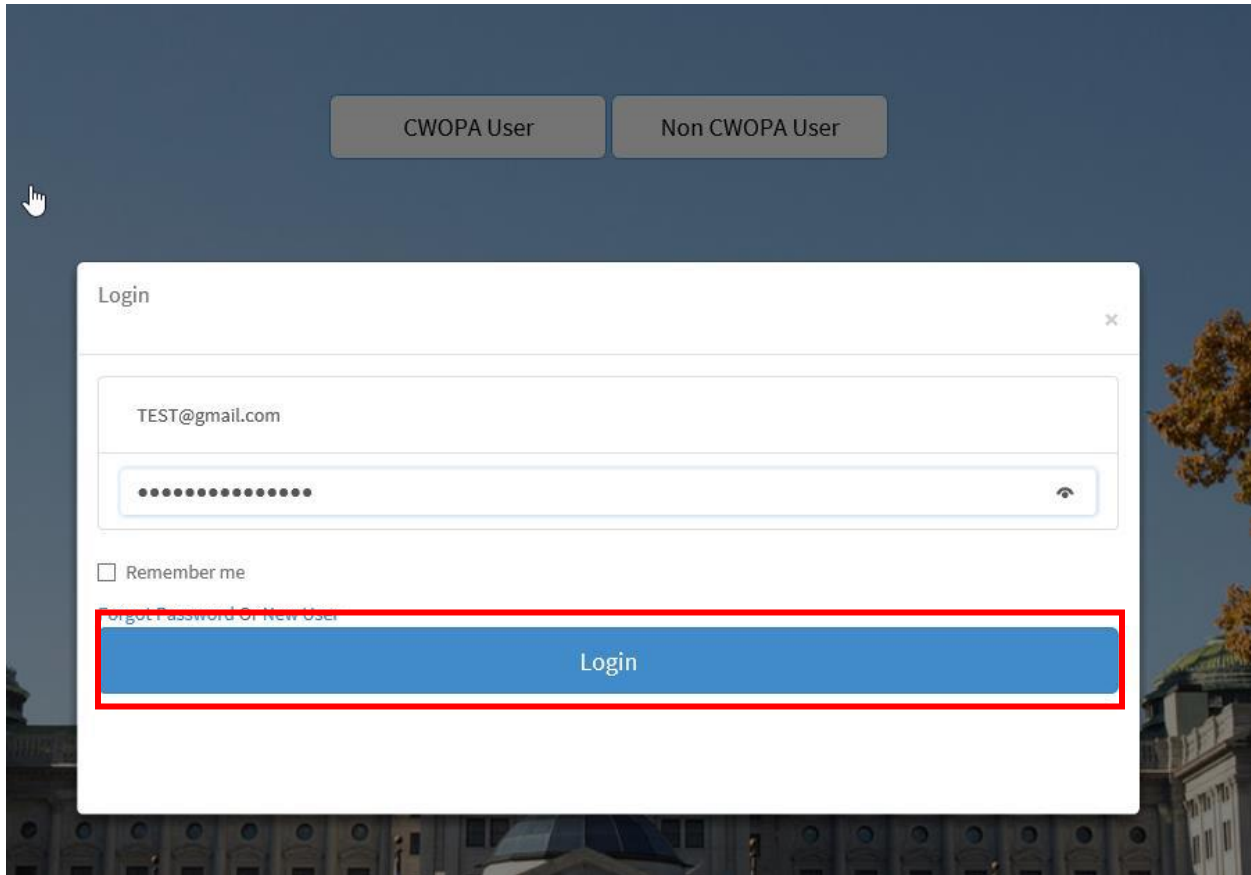 CWOPA User
Non CWOPA User
Login
×
TEST@gmail.com
•••••••••••••••
Remember me
Forgot Password Or New User
Login